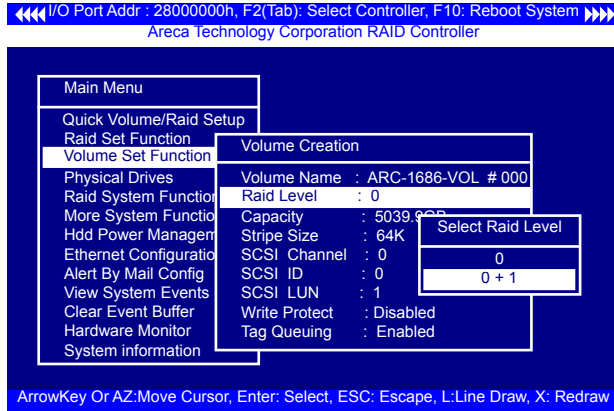 I/O Port Addr : 28000000h, F2(Tab): Select Controller, F10: Reboot System
Areca Technology Corporation RAID Controller
Main Menu
Quick Volume/Raid Setup
Raid Set Function
Volume Set Function
Physical Drives
Raid System Function
More System Functio
Hdd Power Managem
Ethernet Configuratio
Alert By Mail Config
View System Events
Clear Event Buffer
Hardware Monitor
System information
Volume Creation
Volume Name : ARC-1686-VOL # 000
Raid Level : 0
Capacity : 5039.9GB
Stripe Size : 64K
SCSI Channel : 0
SCSI ID : 0
SCSI LUN : 1
Write Protect : Disabled
Tag Queuing : Enabled
Select Raid Level
0
0 + 1
ArrowKey Or AZ:Move Cursor, Enter: Select, ESC: Escape, L:Line Draw, X: Redraw